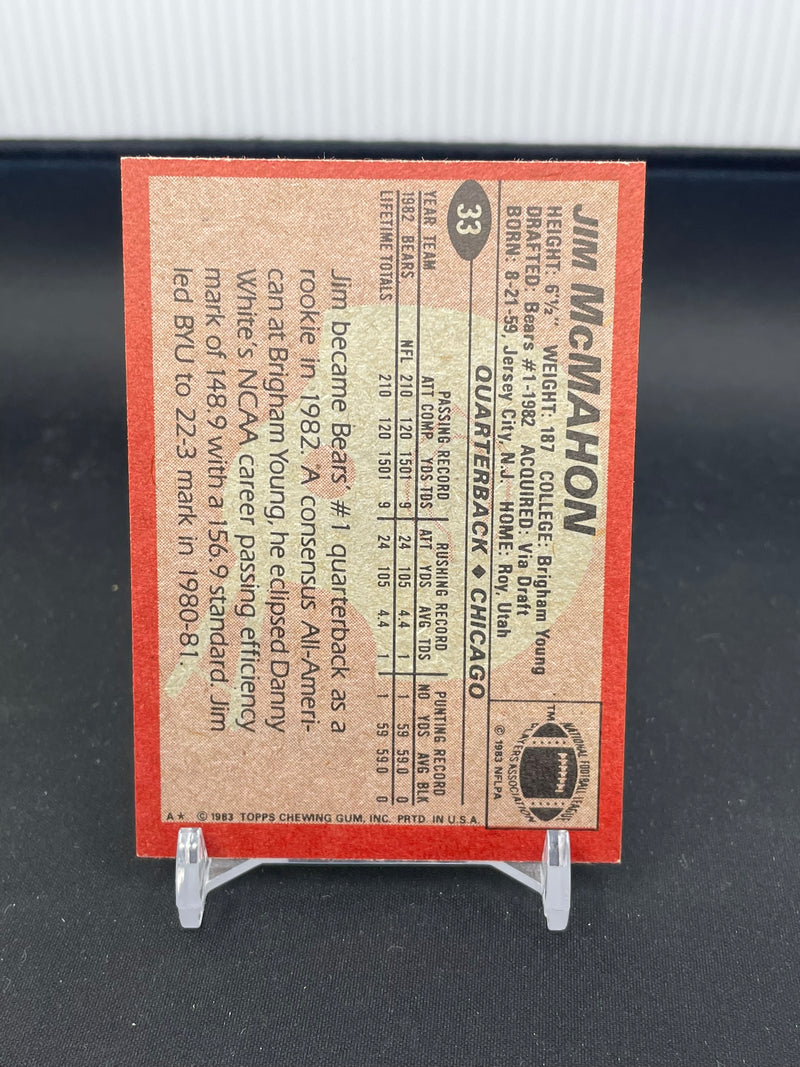 33
JIM McMAHON
HEIGHT: 6'½" WEIGHT: 187 COLLEGE: Brigham Young
DRAFTED: Bears #1-1982 ACQUIRED: Via Draft
BORN: 8-21-59, Jersey City, N.J. HOME: Roy, Utah
QUARTERBACK ♦ CHICAGO
NATIONAL FOOTBALL LEAGUE
PLAYERS ASSOCIATION
TM
© 1983 NFLPA
PASSING RECORD RUSHING RECORD PUNTING RECORD
YEAR TEAM ATT COMP. YDS TDS ATT YDS AVG TDS NO YDS AVG BLK
1982 BEARS NFL 210 120 1501 9 24 105 4.4 1 1 59 59.0 0
LIFETIME TOTALS 210 120 1501 9 24 105 4.4 1 1 59 59.0 0
Jim became Bears' #1 quarterback as a
rookie in 1982. A consensus All-Ameri-
can at Brigham Young, he eclipsed Danny
White's NCAA career passing efficiency
mark of 148.9 with a 156.9 standard. Jim
led BYU to 22-3 mark in 1980-81.
A★ © 1983 TOPPS CHEWING GUM, INC. PRTD. IN U.S.A.